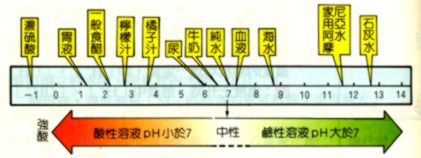 濃硫酸
胃液
一般食醋
檸檬汁
橘子汁
尿
牛奶
純水
血液
海水
家用阿摩
尼亞水
石灰水
-1 0 1 2 3 4 5 6 7 8 9 10 11 12 13 14
強酸
酸性溶液pH小於7
中性
鹼性溶液pH大於7